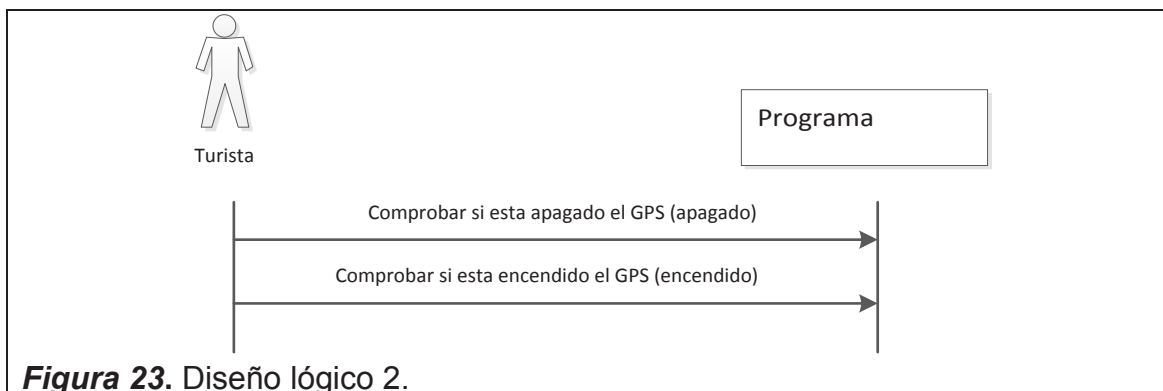 Turista
Programa
Comprobar si esta apagado el GPS (apagado)
Comprobar si esta encendido el GPS (encendido)
Figura 23. Diseño lógico 2.